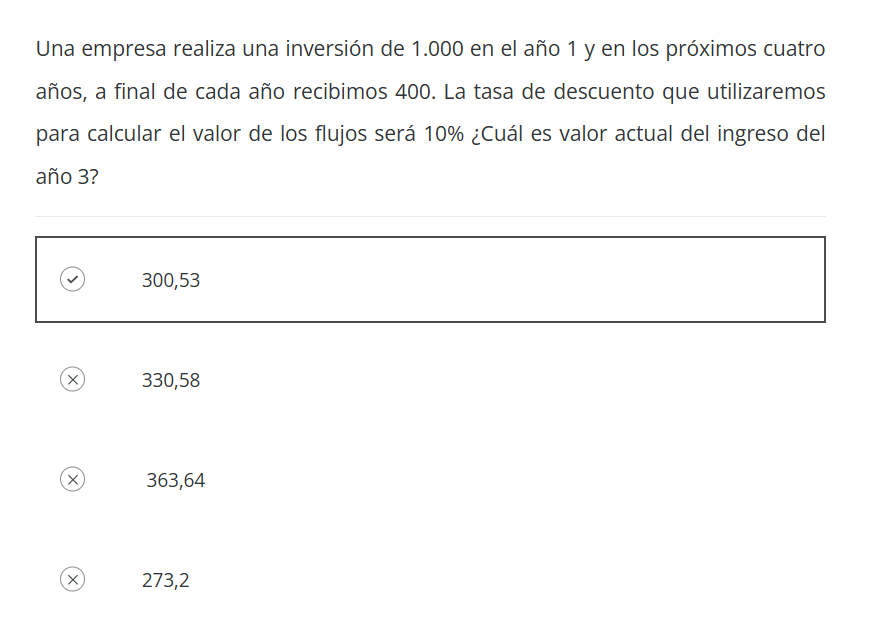 Una empresa realiza una inversión de 1.000 en el año 1 y en los próximos cuatro
años, a final de cada año recibimos 400. La tasa de descuento que utilizaremos
para calcular el valor de los flujos será 10% ¿Cuál es valor actual del ingreso del
año 3?
300,53
330,58
363,64
273,2